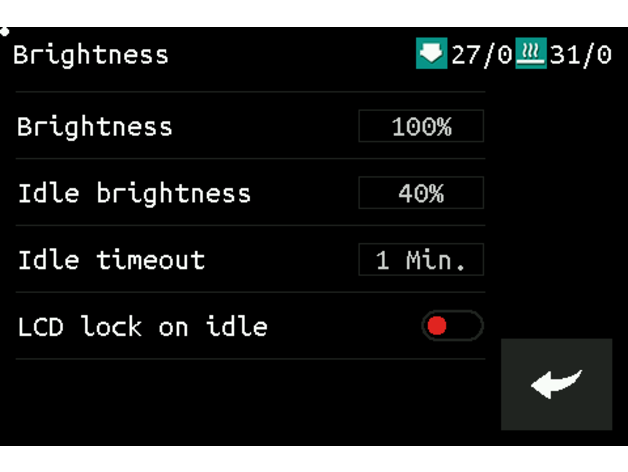 Brightness 27/0 31/0
Brightness 100%
Idle brightness 40%
Idle timeout 1 Min.
LCD lock on idle